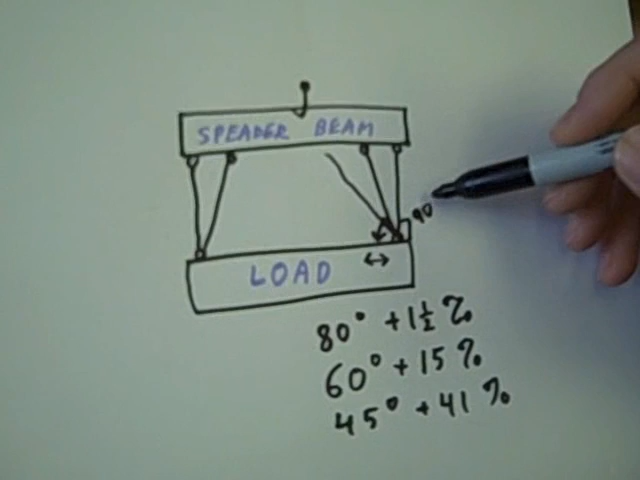 SPEADER BEAM
90
LOAD
80° +1½ %
60° +15 %
45° +41 %